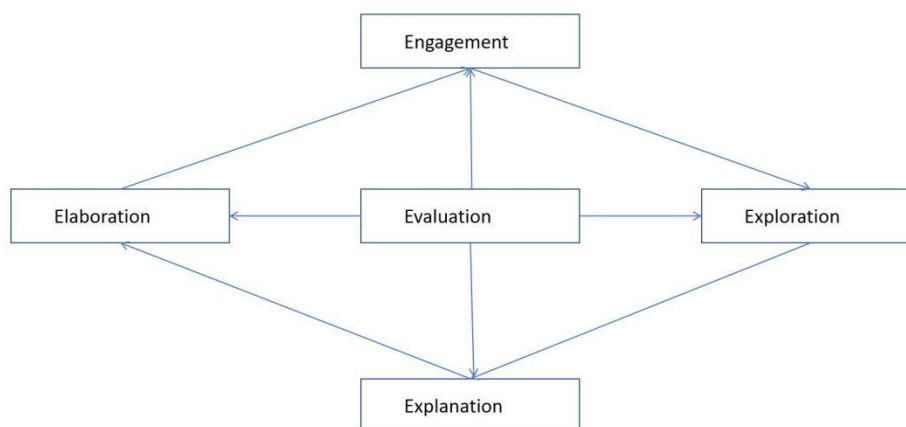 Engagement
Elaboration
Evaluation
Exploration
Explanation